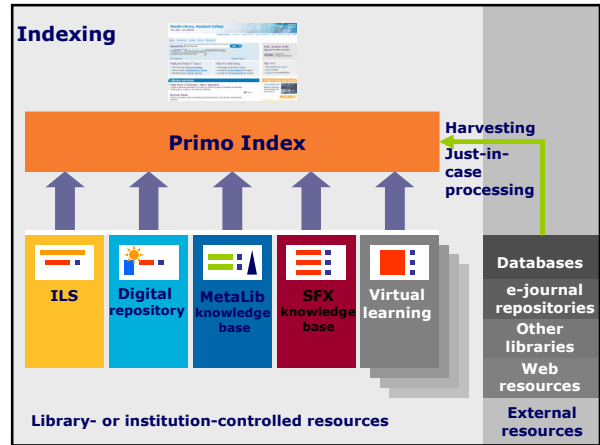 Indexing
Primo Index
Harvesting
Just-in-
case
processing
ILS
Digital
repository
MetaLib
knowledge
base
SFX
knowledge
base
Virtual
learning
Databases
e-journal
repositories
Other
libraries
Web
resources
External
resources
Library- or institution-controlled resources